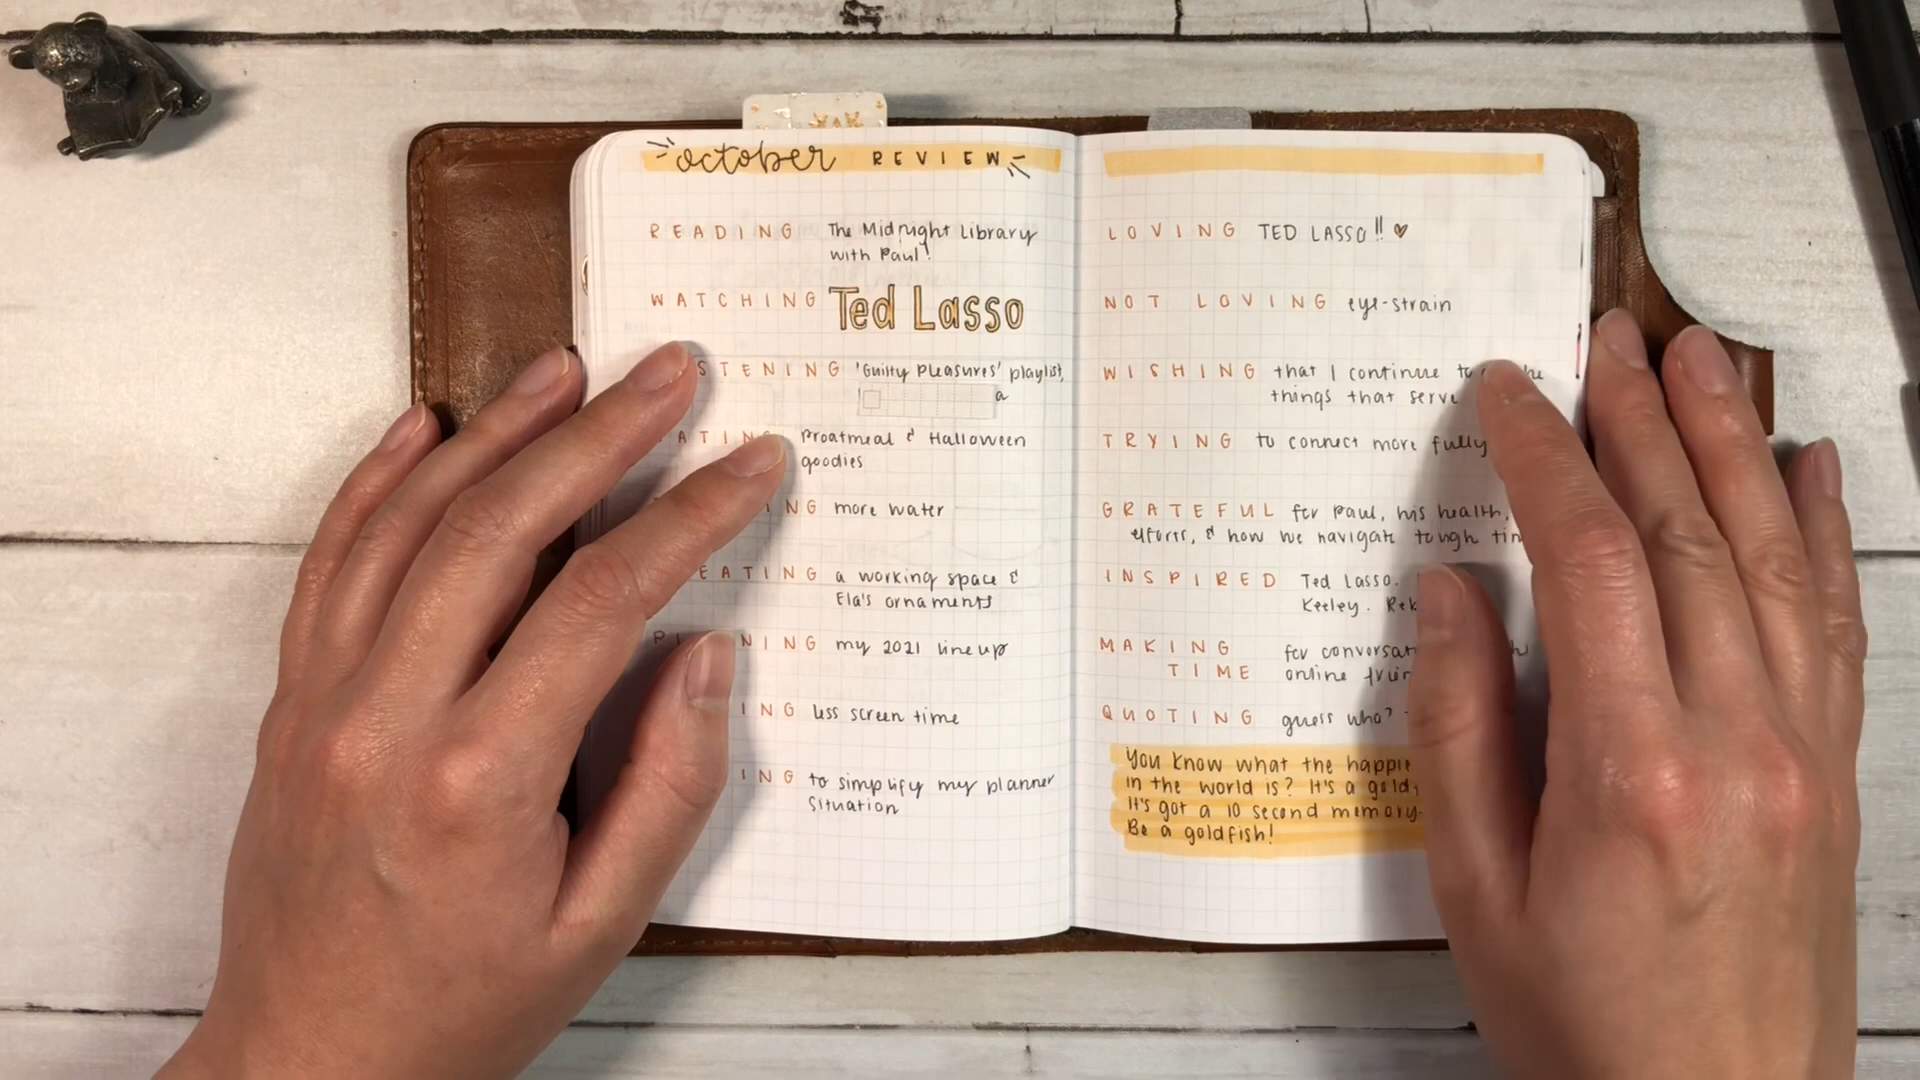 October REVIEW
READING The Midnight Library
with Paul!
WATCHING Ted Lasso
STENING 'Guilty Pleasures' playlist,
a
ATING Proatmeal & Halloween
goodies
NG more water
EATING a working space &
Ela's ornaments
NING my 2021 lineup
ING less screen time
ING to simplify my planner
situation
LOVING TED LASSO!! ♥
NOT LOVING eye-strain
WISHING that I continue to
things that serve
TRYING to connect more fully
GRATEFUL for Paul, his health,
efforts, & how we navigate tough
INSPIRED Ted Lasso.
Keeley.
MAKING for
TIME online
QUOTING guess who?
You know what the
in the world is? It's a
It's got a 10 second memory.
Be a goldfish!